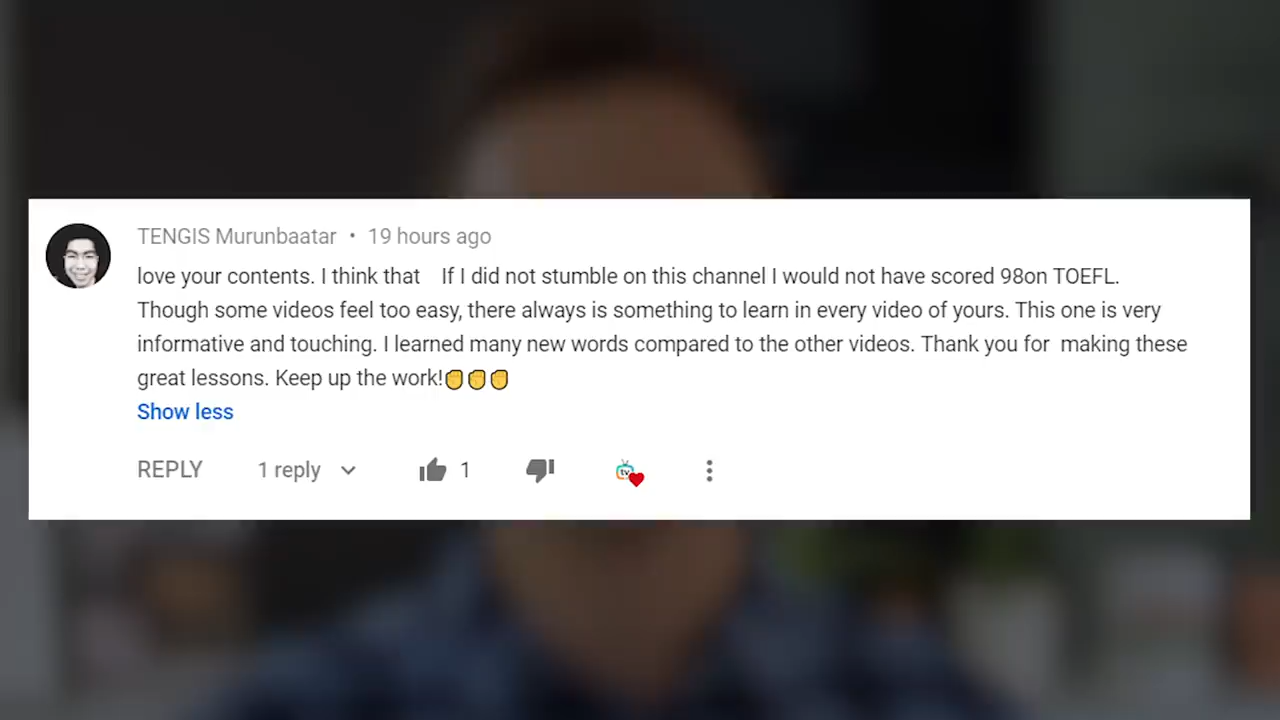 TENGIS Murunbaatar • 19 hours ago
love your contents. I think that    If I did not stumble on this channel I would not have scored 98on TOEFL.
Though some videos feel too easy, there always is something to learn in every video of yours. This one is very
informative and touching. I learned many new words compared to the other videos. Thank you for  making these
great lessons. Keep up the work!✊✊✊
Show less
REPLY 1 reply 1
tv